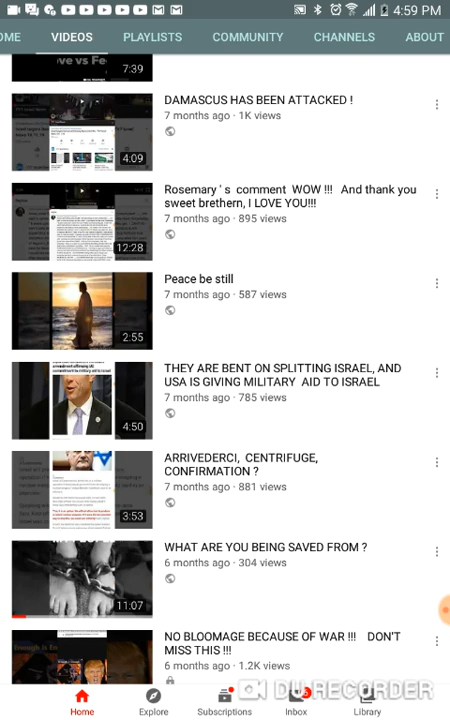 4:59 PM
OME VIDEOS PLAYLISTS COMMUNITY CHANNELS ABOUT
ve vs Fe
7:39
DAMASCUS HAS BEEN ATTACKED !
7 months ago · 1K views
4:09
Rosemary ' s comment WOW !!! And thank you
sweet brethern, I LOVE YOU!!!
7 months ago · 895 views
12:28
Peace be still
7 months ago · 587 views
2:55
THEY ARE BENT ON SPLITTING ISRAEL, AND
USA IS GIVING MILITARY AID TO ISRAEL
7 months ago · 785 views
4:50
ARRIVEDERCI, CENTRIFUGE,
CONFIRMATION ?
7 months ago · 881 views
3:53
WHAT ARE YOU BEING SAVED FROM ?
6 months ago · 304 views
11:07
NO BLOOMAGE BECAUSE OF WAR !!! DON'T
MISS THIS !!!
6 months ago · 1.2K views
Enough Is En
DU RECORDER
Home Explore Subscriptions Inbox Library